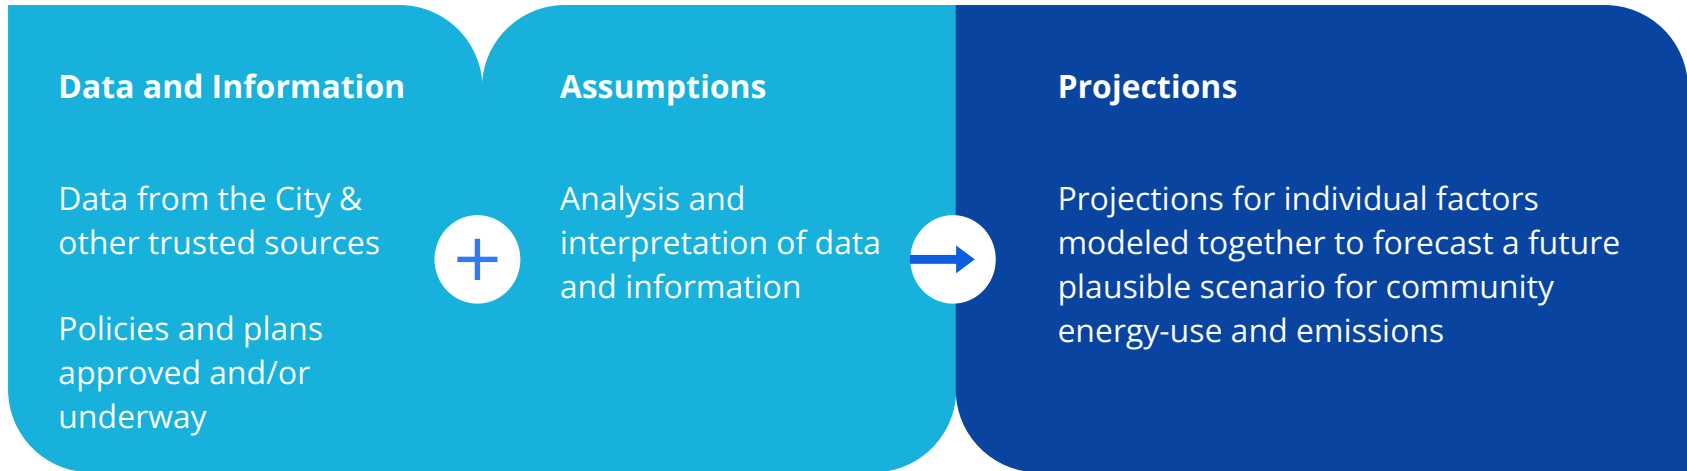 Data and Information
Data from the City &
other trusted sources
Policies and plans
approved and/or
underway
+
Assumptions
Analysis and
interpretation of data
and information
Projections
Projections for individual factors
modeled together to forecast a future
plausible scenario for community
energy-use and emissions